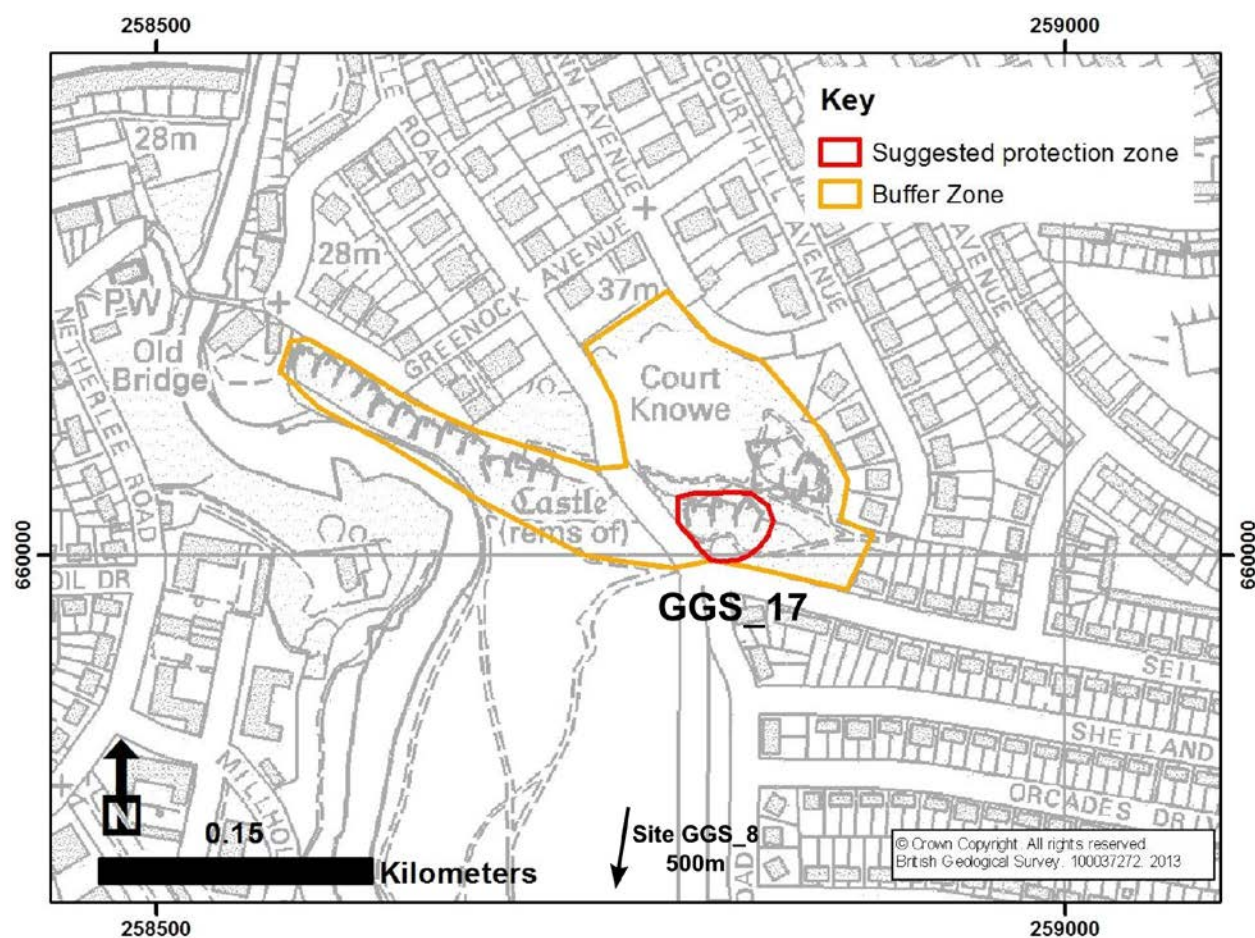 258500
259000
Key
Suggested protection zone
Buffer Zone
28m
ROAD
AVENUE
COURTHILL AVENUE
AVENUE
28m
GREENOCK AVENUE
37m
PW
Old
Bridge
NETHERLEE ROAD
Court
Knowe
Castle
(rems of)
660000
660000
GGS_17
SEIL
SHETLAND
ORCADES
N
0.15
Kilometers
Site GGS_8
500m
© Crown Copyright. All rights reserved.
British Geological Survey. 100037272. 2013
258500
259000